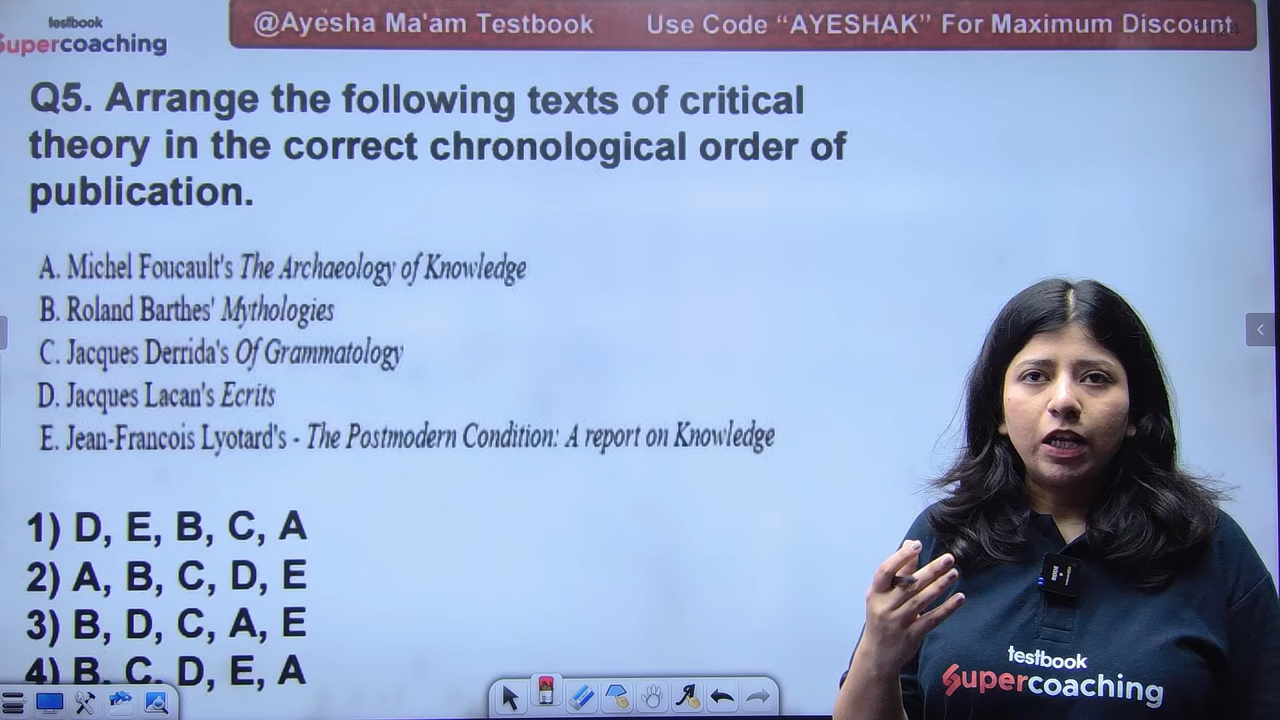 testbook
Supercoaching
@Ayesha Ma'am Testbook Use Code “AYESHAK” For Maximum Discount
Q5. Arrange the following texts of critical
theory in the correct chronological order of
publication.
A. Michel Foucault's The Archaeology of Knowledge
B. Roland Barthes' Mythologies
C. Jacques Derrida's Of Grammatology
D. Jacques Lacan's Ecrits
E. Jean-Francois Lyotard's - The Postmodern Condition: A report on Knowledge
1) D, E, B, C, A
2) A, B, C, D, E
3) B, D, C, A, E
4) B, C, D, E, A
testbook
Supercoaching